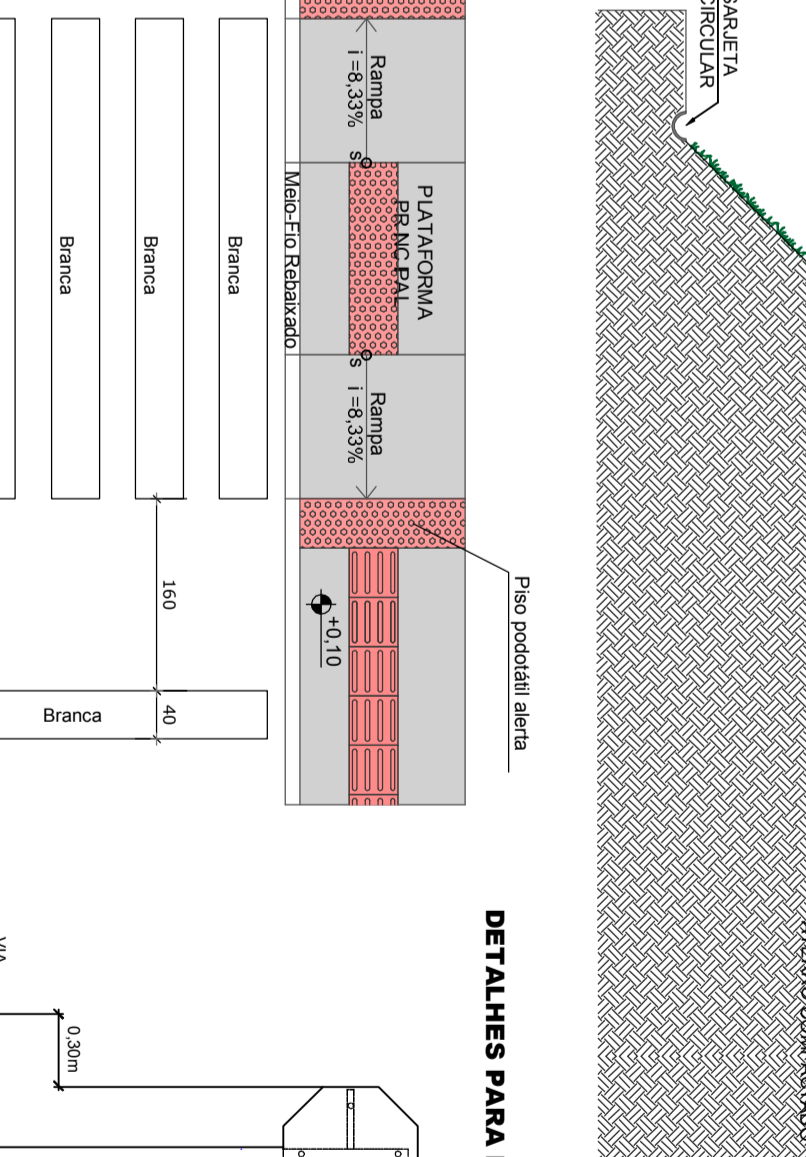 SARJETA
CIRCULAR
Rampa
i =8,33%
s
PLATAFORMA
PRINCIPAL
Meio-Fio Rebaixado
s
Rampa
i =8,33%
Branca
Branca
Branca
Piso podotátil alerta
+0,10
160
40
Branca
DETALHES PARA
VIA
0,30m